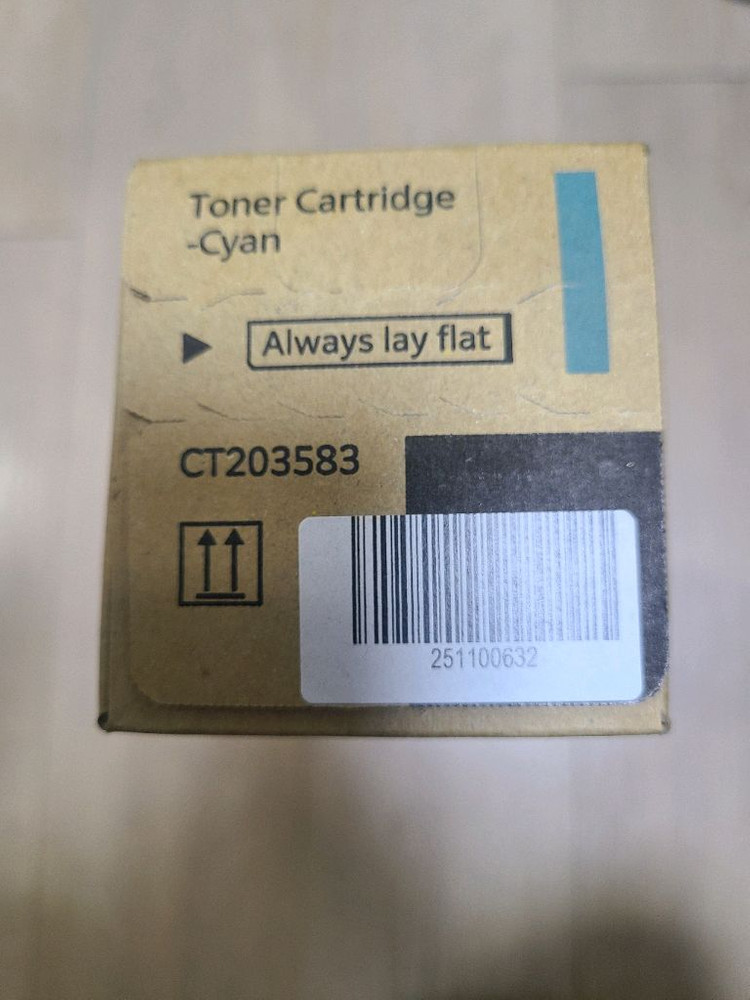 Toner Cartridge
-Cyan
Always lay flat
CT203583
251100632